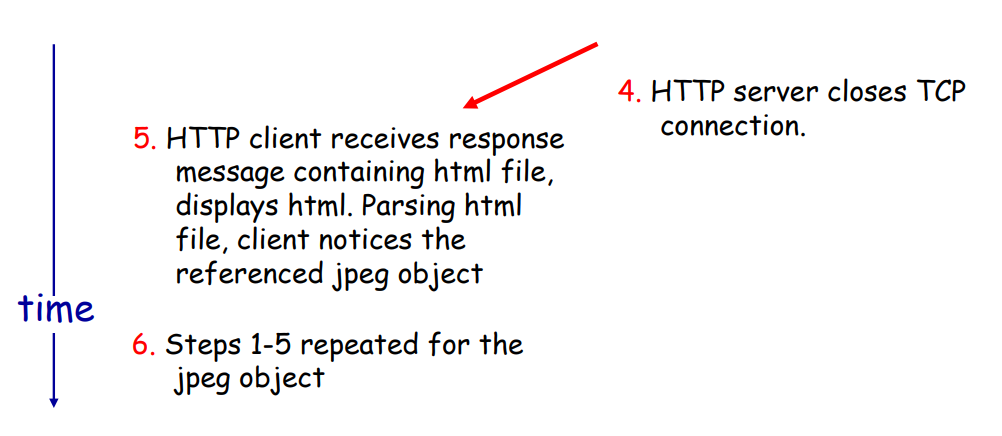 4. HTTP server closes TCP
connection.
5. HTTP client receives response
message containing html file,
displays html. Parsing html
file, client notices the
referenced jpeg object
time
6. Steps 1-5 repeated for the
jpeg object